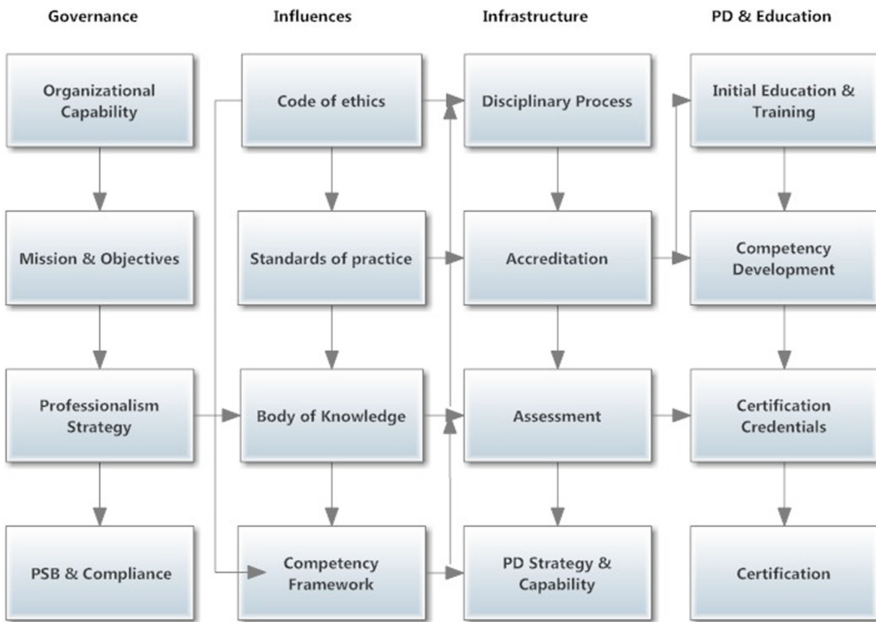 Governance
Influences
Infrastructure
PD & Education
Organizational
Capability
Code of ethics
Disciplinary Process
Initial Education &
Training
Mission & Objectives
Standards of practice
Accreditation
Competency
Development
Professionalism
Strategy
Body of Knowledge
Assessment
Certification
Credentials
PSB & Compliance
Competency
Framework
PD Strategy &
Capability
Certification